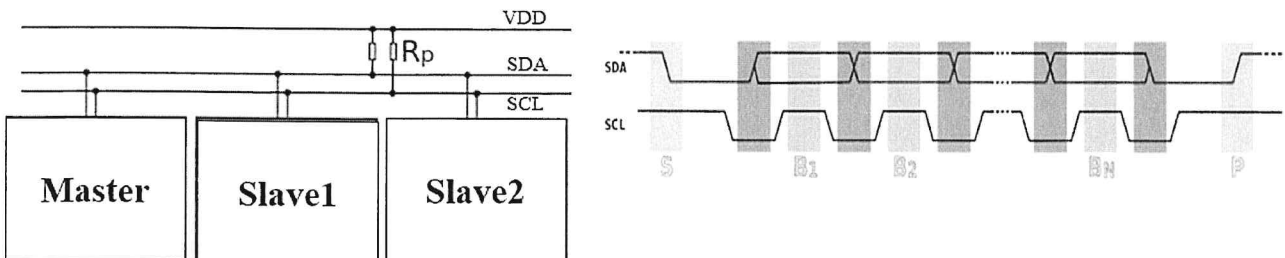 VDD
Rp
SDA
SCL
Master
Slave1
Slave2
SDA
SCL
S
B1
B2
BN
P